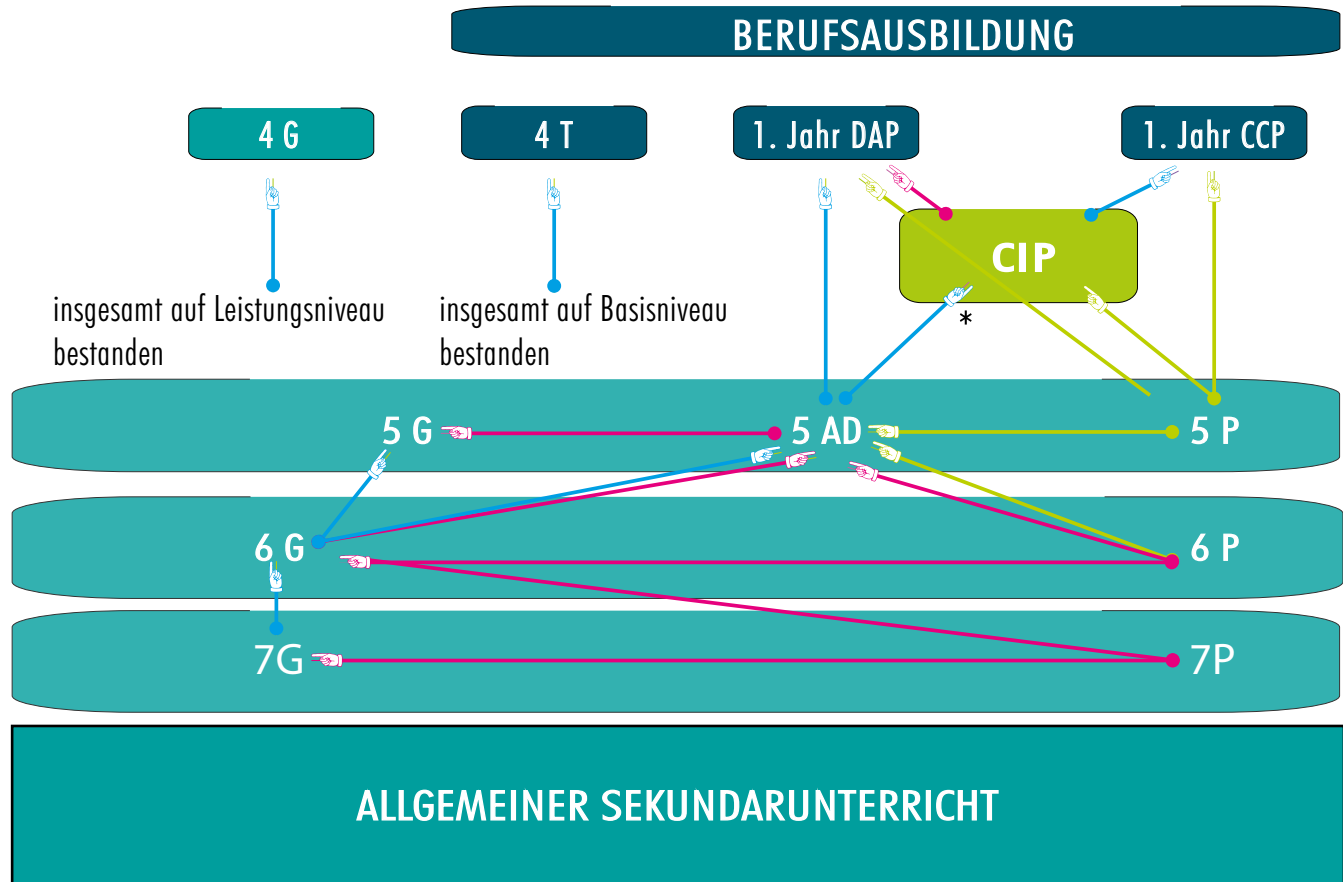 BERUFSAUSBILDUNG
4 G
4 T
1. Jahr DAP
1. Jahr CCP
CIP
insgesamt auf Leistungsniveau
bestanden
insgesamt auf Basisniveau
bestanden
*
5 G
5 AD
5 P
6 G
6 P
7G
7P
ALLGEMEINER SEKUNDARUNTERRICHT